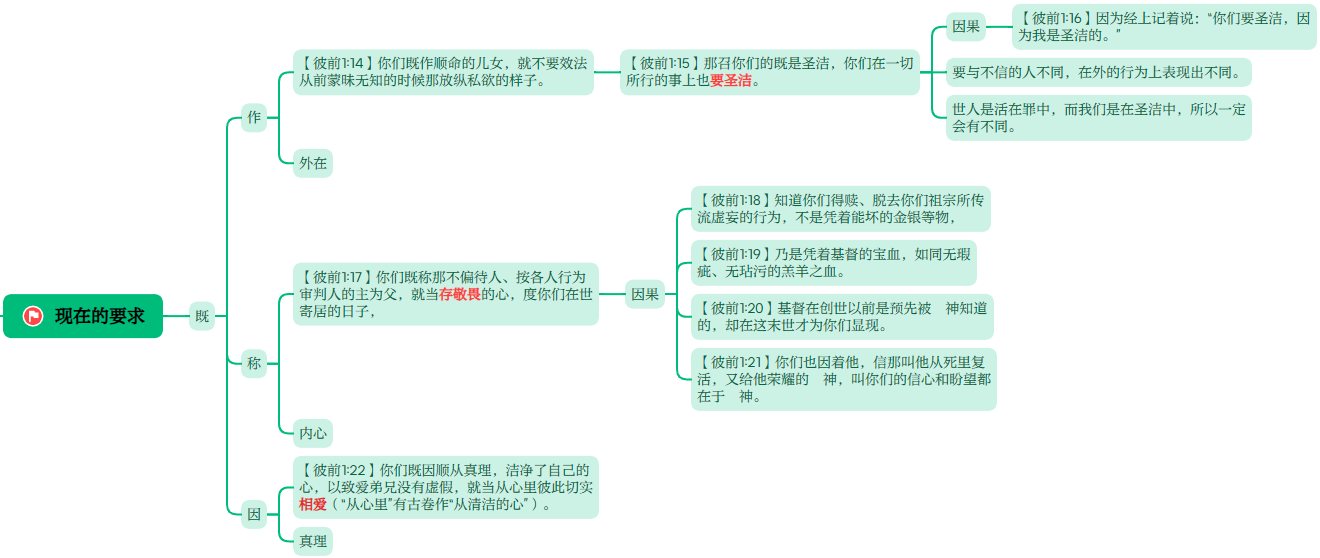 现在的要求
既
作
【彼前1:14】你们既作顺命的儿女，就不要效法
从前蒙昧无知的时候那放纵私欲的样子。
【彼前1:15】那召你们的既是圣洁，你们在一切
所行的事上也要圣洁。
因果
【彼前1:16】因为经上记着说：“你们要圣洁，因
为我是圣洁的。”
要与不信的人不同，在外的行为上表现出不同。
世人是活在罪中，而我们是在圣洁中，所以一定
会有不同。
外在
称
【彼前1:17】你们既称那不偏待人、按各人行为
审判人的主为父，就当存敬畏的心，度你们在世
寄居的日子，
因果
【彼前1:18】知道你们得赎、脱去你们祖宗所传
流虚妄的行为，不是凭着能坏的金银等物，
【彼前1:19】乃是凭着基督的宝血，如同无瑕
疵、无玷污的羔羊之血。
【彼前1:20】基督在创世以前是预先被　神知道
的，却在这末世才为你们显现。
【彼前1:21】你们也因着他，信那叫他从死里复
活，又给他荣耀的　神，叫你们的信心和盼望都
在于　神。
内心
因
【彼前1:22】你们既因顺从真理，洁净了自己的
心，以致爱弟兄没有虚假，就当从心里彼此切实
相爱（“从心里”有古卷作“从清洁的心”）。
真理